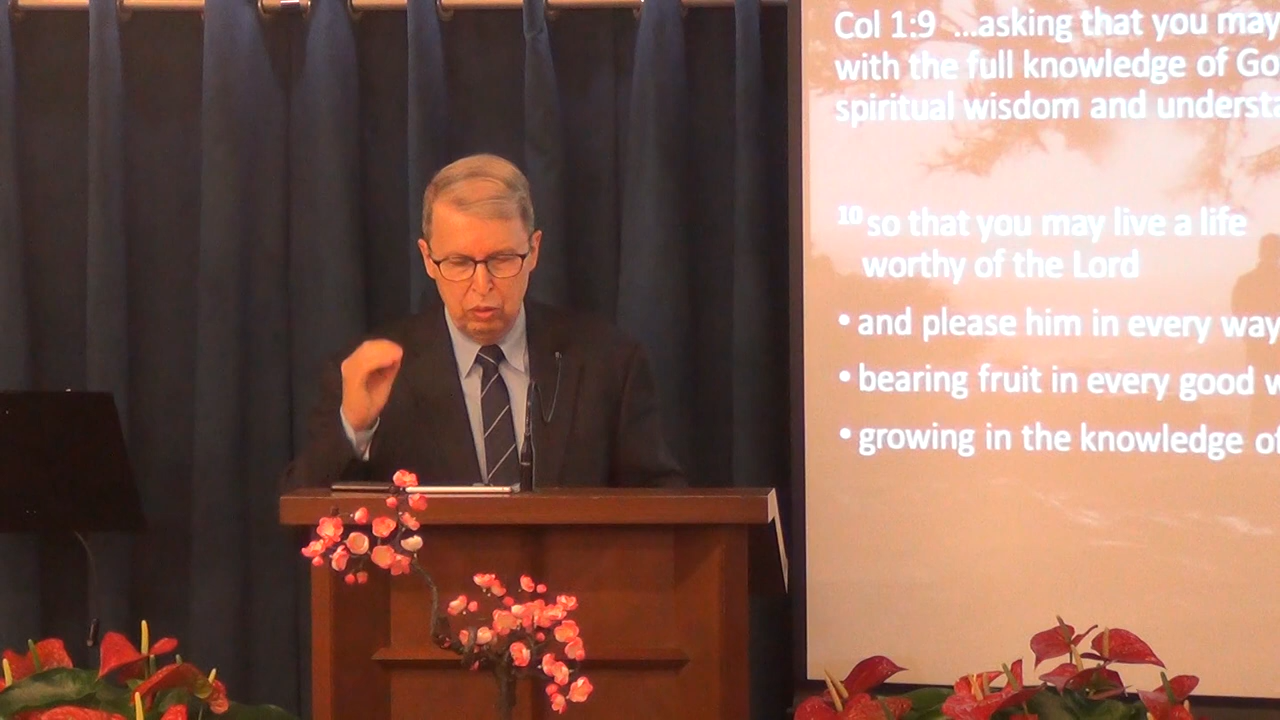 Col 1:9 ...asking that you may
with the full knowledge of
spiritual wisdom and
10 so that you may live a life
worthy of the Lord
• and please him in every way
• bearing fruit in every good
• growing in the knowledge of